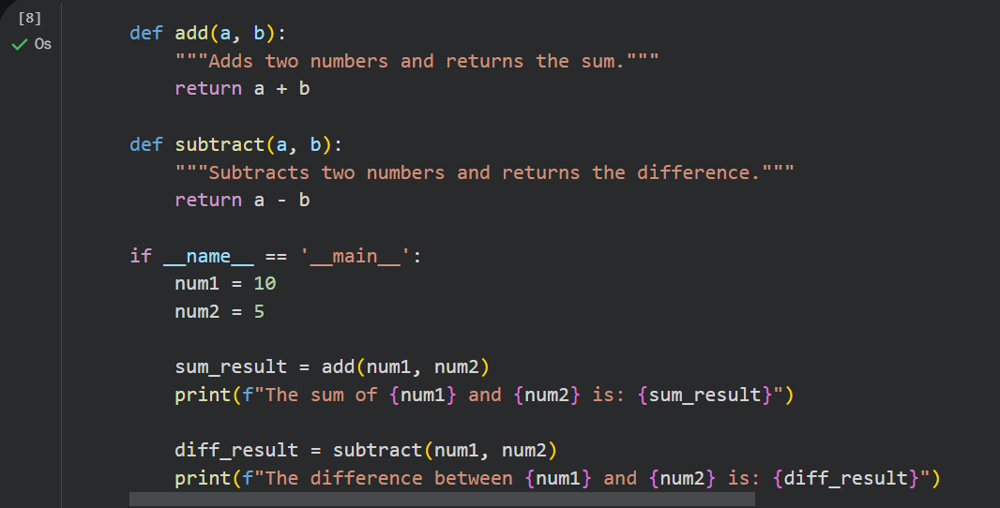 [8]
0s
def add(a, b):
    """Adds two numbers and returns the sum."""
    return a + b

def subtract(a, b):
    """Subtracts two numbers and returns the difference."""
    return a - b

if __name__ == '__main__':
    num1 = 10
    num2 = 5

    sum_result = add(num1, num2)
    print(f"The sum of {num1} and {num2} is: {sum_result}")

    diff_result = subtract(num1, num2)
    print(f"The difference between {num1} and {num2} is: {diff_result}")